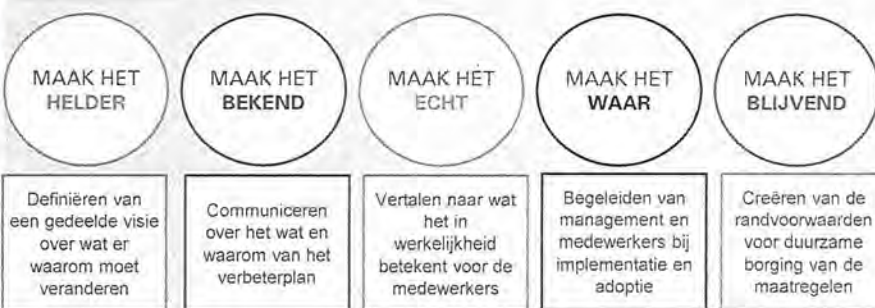 MAAK HET
HELDER
MAAK HET
BEKEND
MAAK HET
ECHT
MAAK HET
WAAR
MAAK HET
BLIJVEND
Definiëren van
een gedeelde visie
over wat er
waarom moet
veranderen
Communiceren
over het wat en
waarom van het
verbeterplan
Vertalen naar wat
het in
werkelijkheid
betekent voor de
medewerkers
Begeleiden van
management en
medewerkers bij
implementatie en
adoptie
Creëren van de
randvoorwaarden
voor duurzame
borging van de
maatregelen